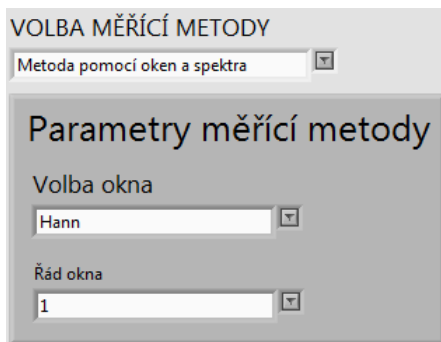 VOLBA MĚŘÍCÍ METODY
Metoda pomocí oken a spektra
Parametry měřící metody
Volba okna
Hann
Řád okna
1